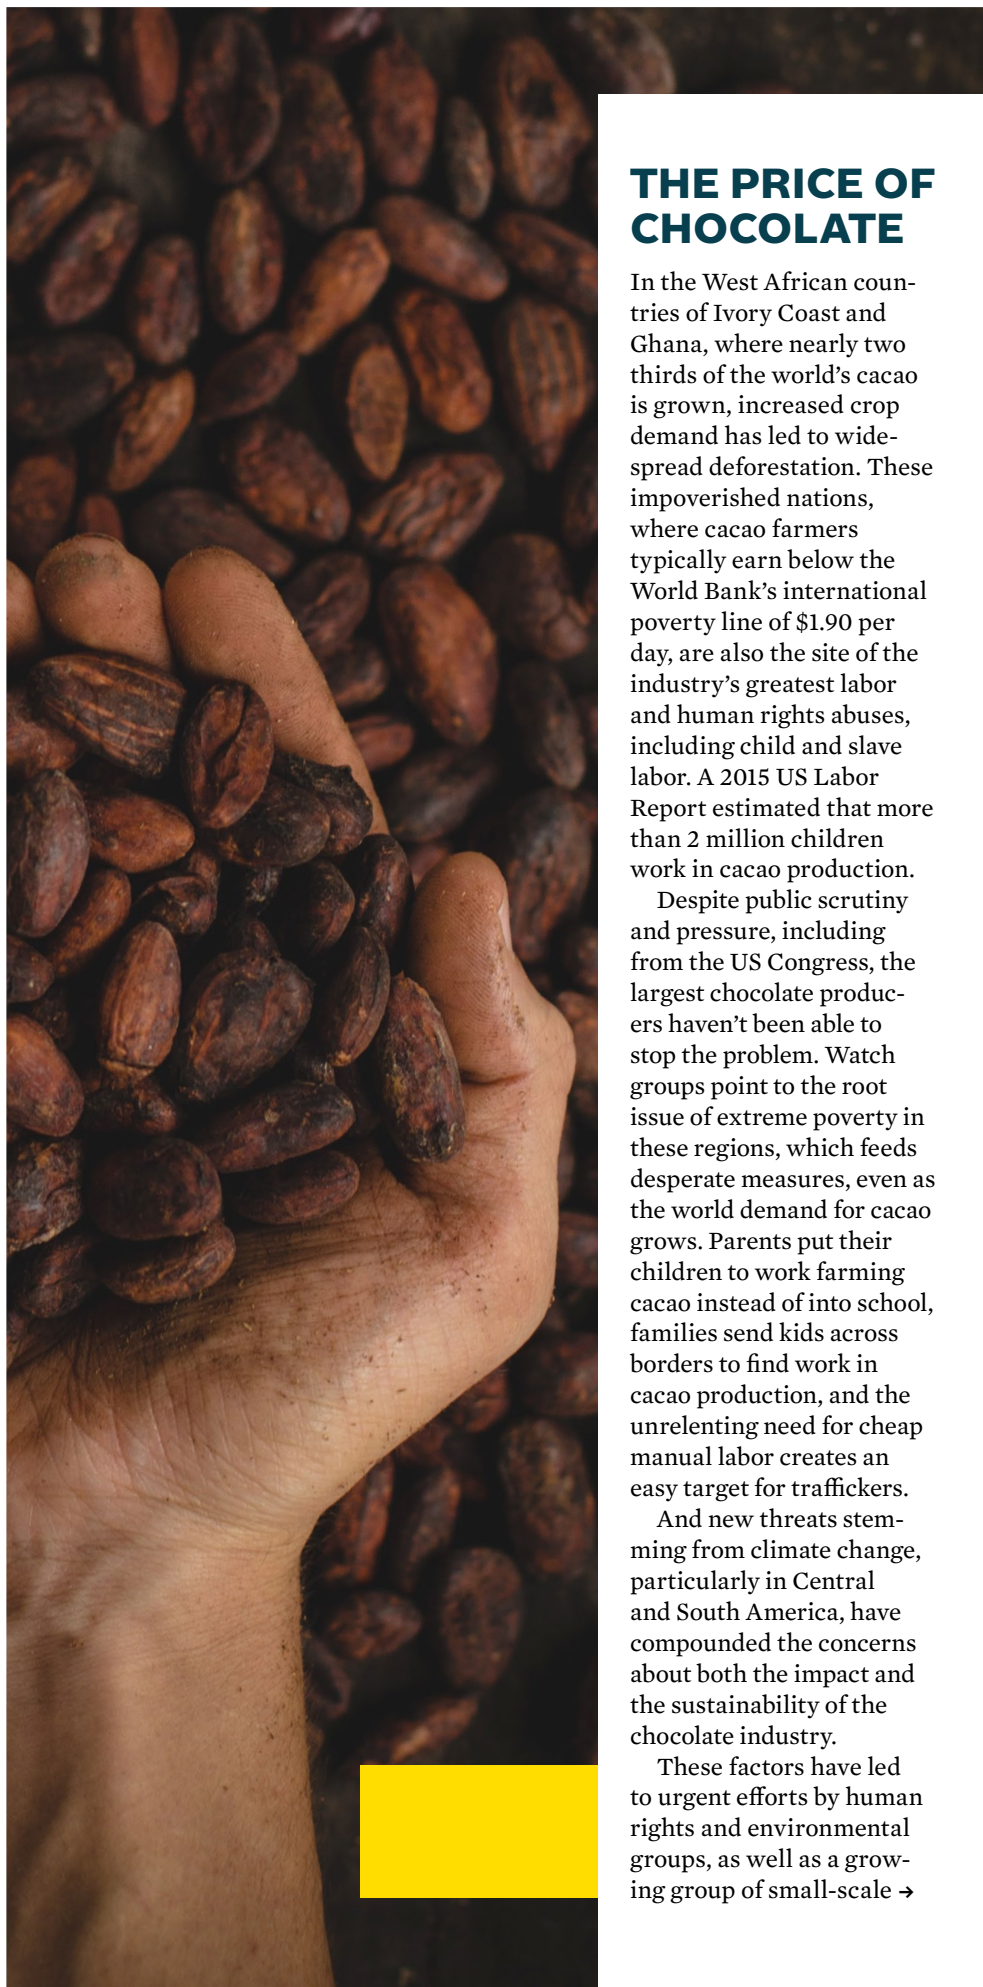 THE PRICE OF
CHOCOLATE
In the West African coun-
tries of Ivory Coast and
Ghana, where nearly two
thirds of the world’s cacao
is grown, increased crop
demand has led to wide-
spread deforestation. These
impoverished nations,
where cacao farmers
typically earn below the
World Bank’s international
poverty line of $1.90 per
day, are also the site of the
industry’s greatest labor
and human rights abuses,
including child and slave
labor. A 2015 US Labor
Report estimated that more
than 2 million children
work in cacao production.
Despite public scrutiny
and pressure, including
from the US Congress, the
largest chocolate produc-
ers haven’t been able to
stop the problem. Watch
groups point to the root
issue of extreme poverty in
these regions, which feeds
desperate measures, even as
the world demand for cacao
grows. Parents put their
children to work farming
cacao instead of into school,
families send kids across
borders to find work in
cacao production, and the
unrelenting need for cheap
manual labor creates an
easy target for traffickers.
And new threats stem-
ming from climate change,
particularly in Central
and South America, have
compounded the concerns
about both the impact and
the sustainability of the
chocolate industry.
These factors have led
to urgent efforts by human
rights and environmental
groups, as well as a grow-
ing group of small-scale →